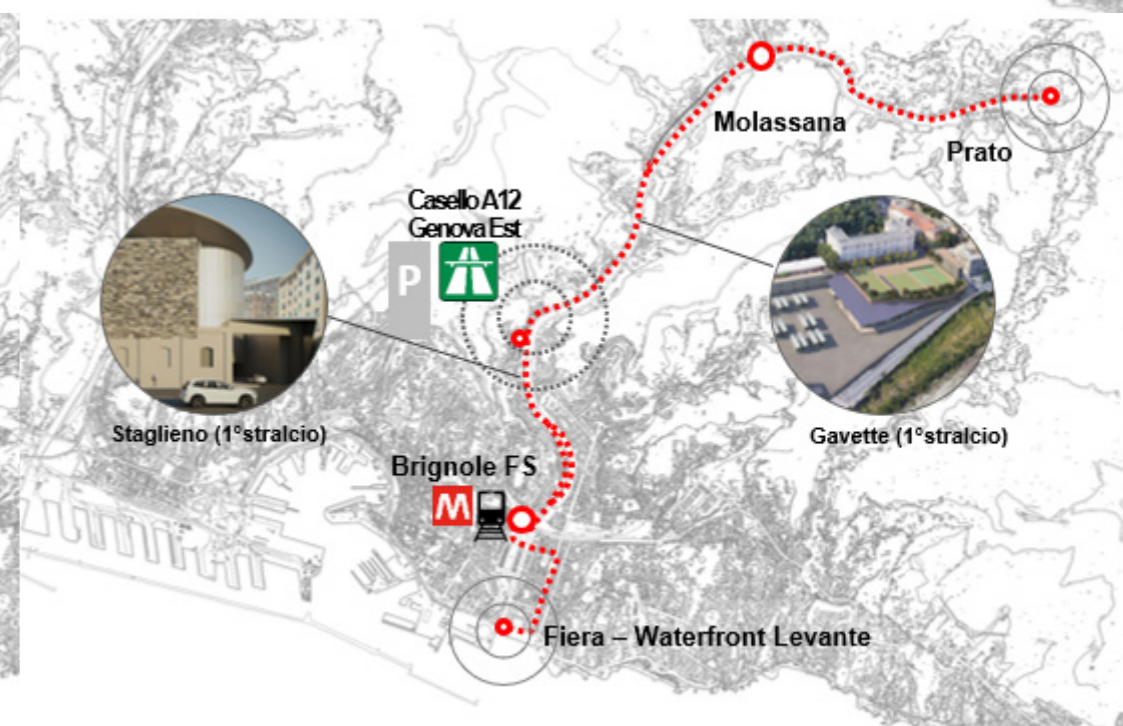 Molassana
Prato
Casello A12
Genova Est
P
Staglieno (1°stralcio)
Gavette (1°stralcio)
Brignole FS
M
Fiera – Waterfront Levante